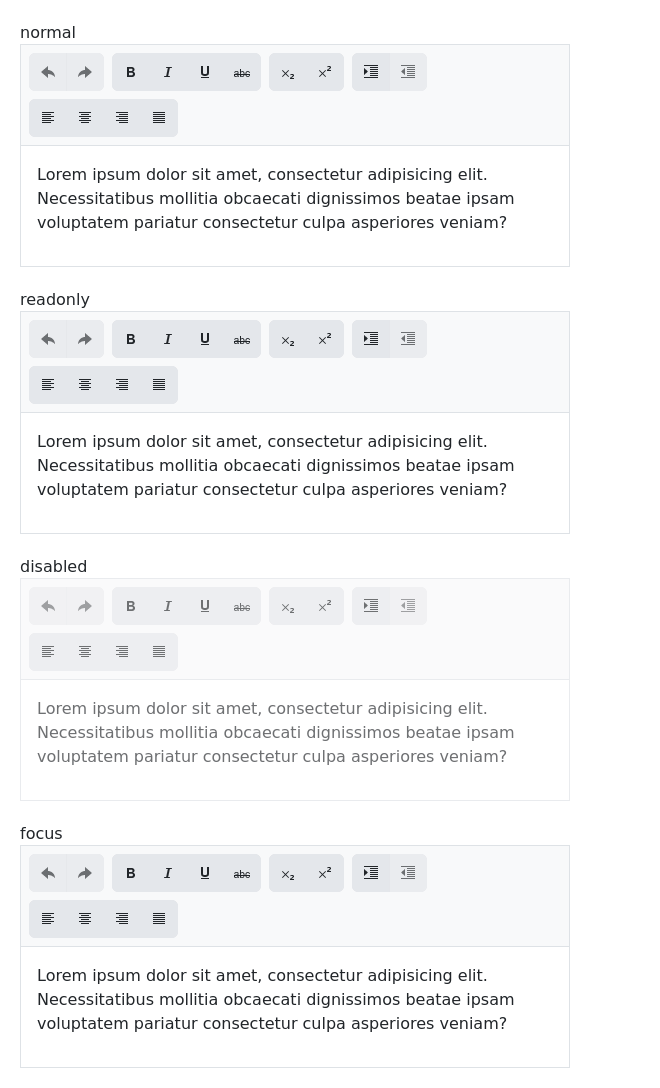 normal
B I U abc ×₂ ×²
Lorem ipsum dolor sit amet, consectetur adipisicing elit.
Necessitatibus mollitia obcaecati dignissimos beatae ipsam
voluptatem pariatur consectetur culpa asperiores veniam?
readonly
B I U abc ×₂ ×²
Lorem ipsum dolor sit amet, consectetur adipisicing elit.
Necessitatibus mollitia obcaecati dignissimos beatae ipsam
voluptatem pariatur consectetur culpa asperiores veniam?
disabled
B I U abc ×₂ ×²
Lorem ipsum dolor sit amet, consectetur adipisicing elit.
Necessitatibus mollitia obcaecati dignissimos beatae ipsam
voluptatem pariatur consectetur culpa asperiores veniam?
focus
B I U abc ×₂ ×²
Lorem ipsum dolor sit amet, consectetur adipisicing elit.
Necessitatibus mollitia obcaecati dignissimos beatae ipsam
voluptatem pariatur consectetur culpa asperiores veniam?